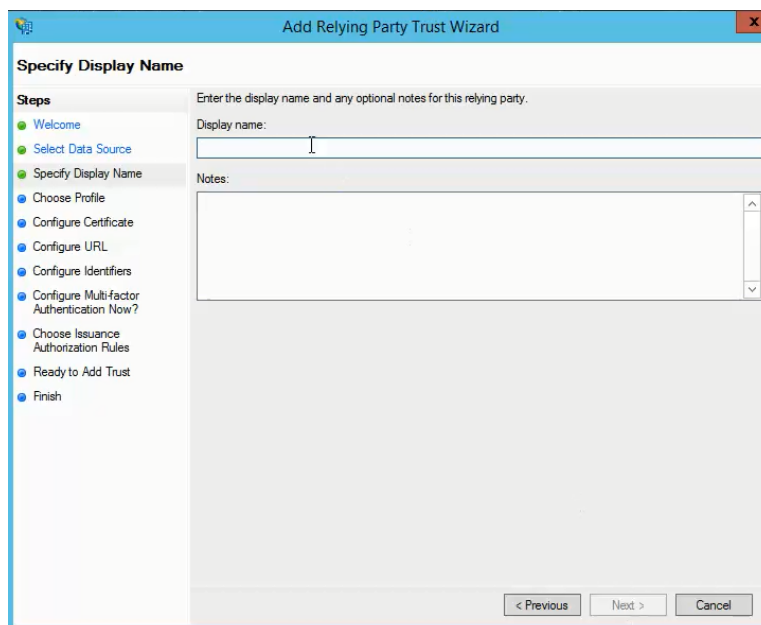 Add Relying Party Trust Wizard
x
Specify Display Name
Steps
Welcome
Select Data Source
Specify Display Name
Choose Profile
Configure Certificate
Configure URL
Configure Identifiers
Configure Multi-factor
Authentication Now?
Choose Issuance
Authorization Rules
Ready to Add Trust
Finish
Enter the display name and any optional notes for this relying party.
Display name:
Notes:
< Previous
Next >
Cancel